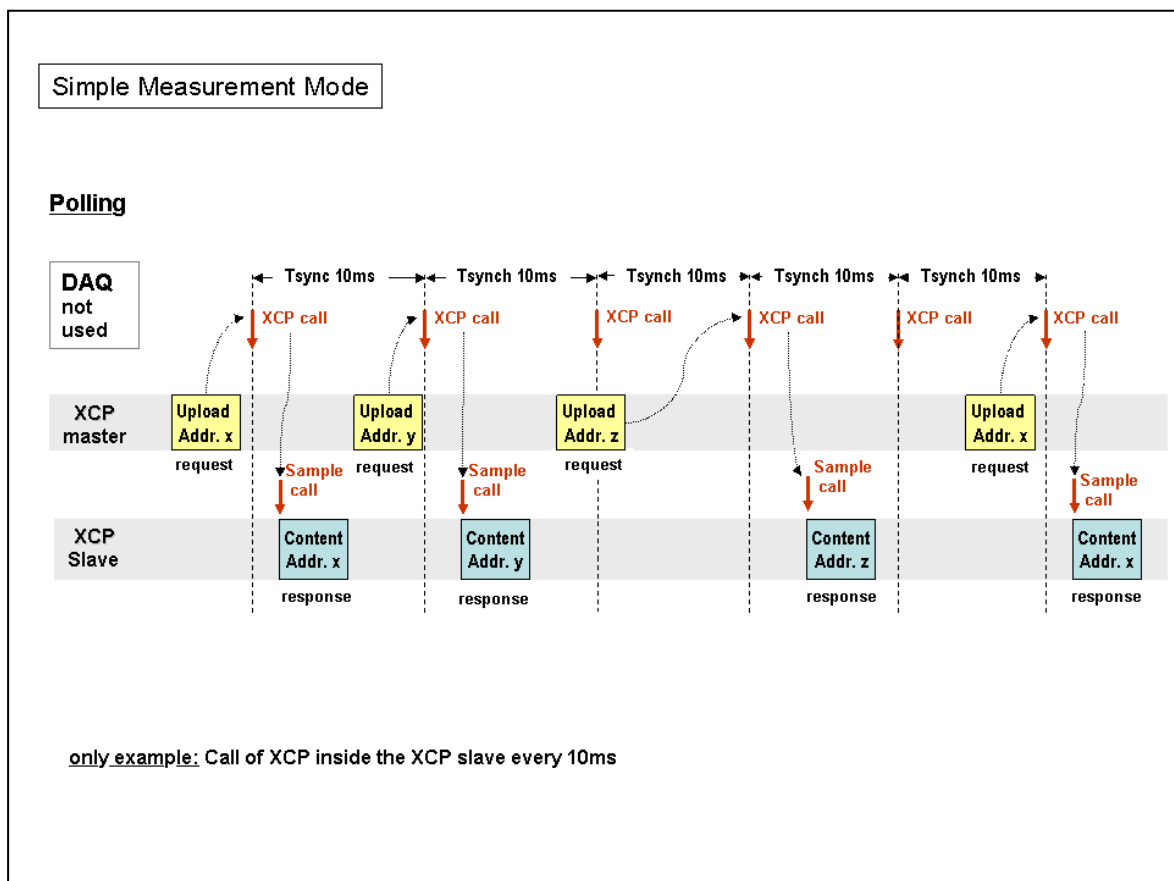 Simple Measurement Mode
Polling
DAQ
not
used
Tsync 10ms
Tsynch 10ms
Tsynch 10ms
Tsynch 10ms
Tsynch 10ms
XCP call
XCP call
XCP call
XCP call
XCP call
XCP call
XCP
master
Upload
Addr. x
request
Upload
Addr. y
request
Upload
Addr. z
request
Upload
Addr. x
request
Sample
call
Sample
call
Sample
call
Sample
call
XCP
Slave
Content
Addr. x
response
Content
Addr. y
response
Content
Addr. z
response
Content
Addr. x
response
only example: Call of XCP inside the XCP slave every 10ms